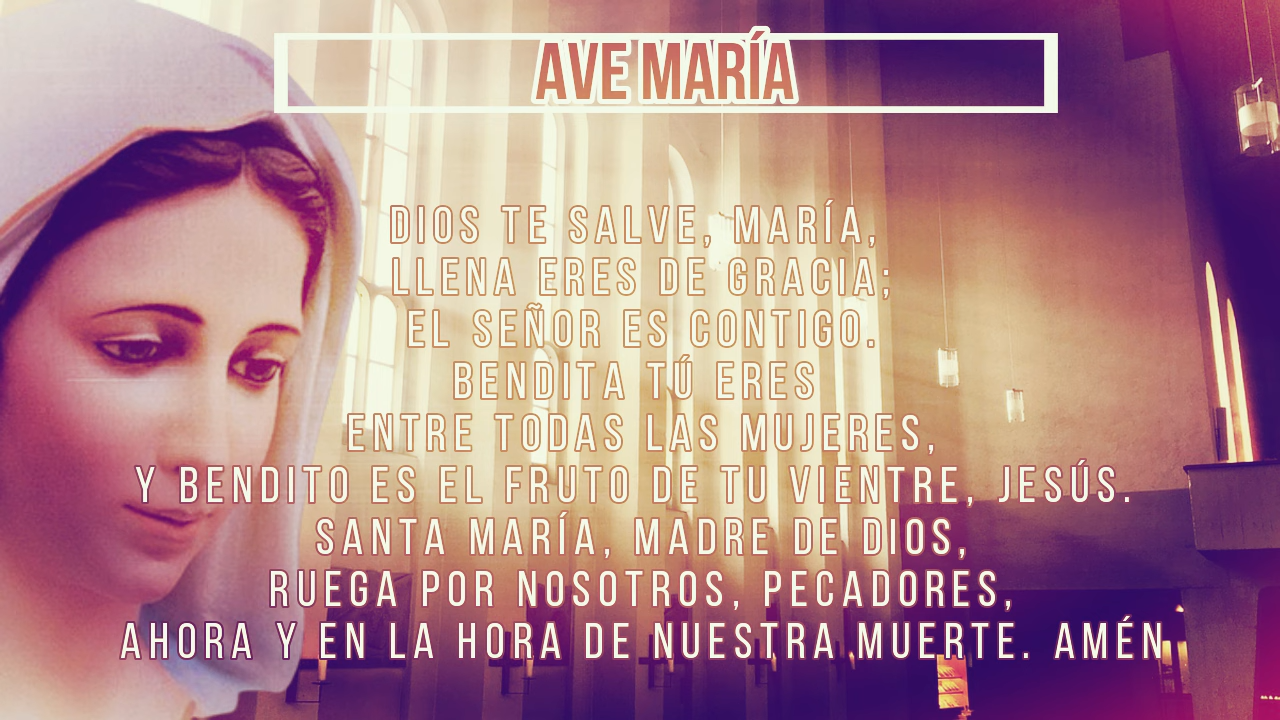 AVE MARÍA
DIOS TE SALVE, MARÍA,
LLENA ERES DE GRACIA;
EL SEÑOR ES CONTIGO.
BENDITA TÚ ERES
ENTRE TODAS LAS MUJERES,
Y BENDITO ES EL FRUTO DE TU VIENTRE, JESÚS.
SANTA MARÍA, MADRE DE DIOS,
RUEGA POR NOSOTROS, PECADORES,
AHORA Y EN LA HORA DE NUESTRA MUERTE. AMÉN